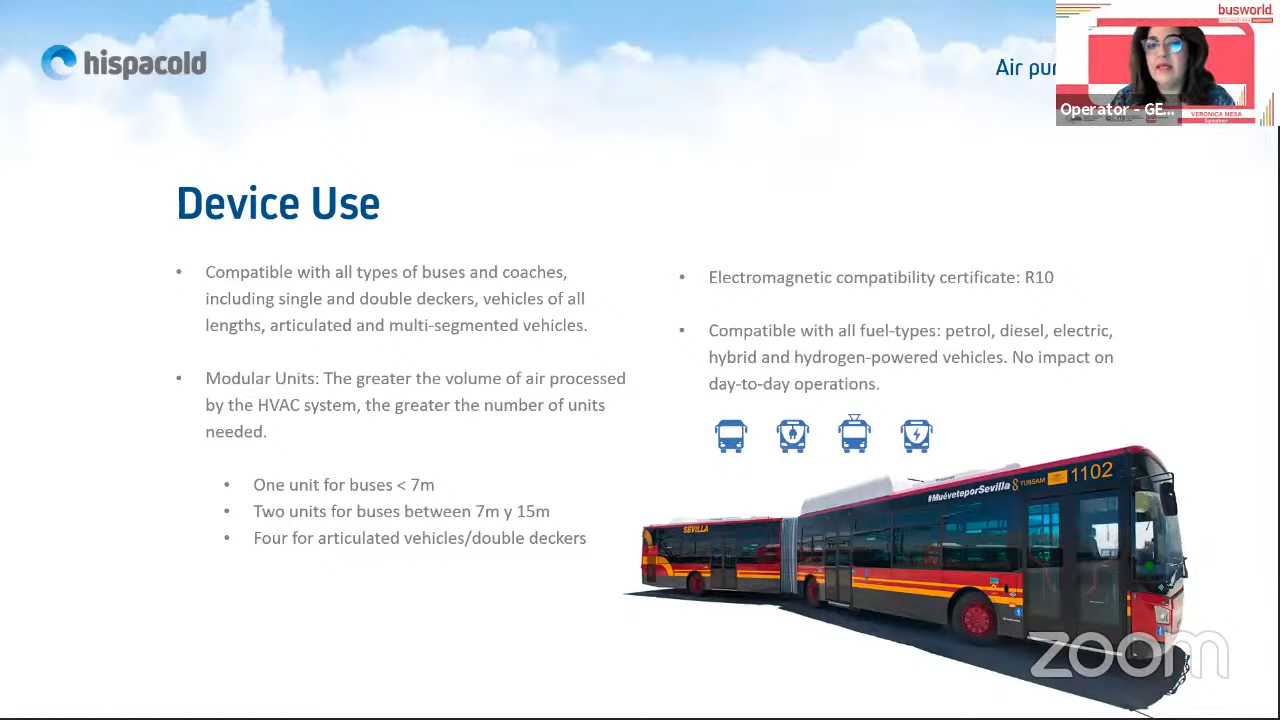 hispacold
Air pur
busworld
Operator - GE...
VERONICA MESA
Speaker
Device Use
• Compatible with all types of buses and coaches,
including single and double deckers, vehicles of all
lengths, articulated and multi-segmented vehicles.
• Modular Units: The greater the volume of air processed
by the HVAC system, the greater the number of units
needed.
• One unit for buses < 7m
• Two units for buses between 7m y 15m
• Four for articulated vehicles/double deckers
• Electromagnetic compatibility certificate: R10
• Compatible with all fuel-types: petrol, diesel, electric,
hybrid and hydrogen-powered vehicles. No impact on
day-to-day operations.
SEVILLA
#MuéveteporSevilla
TUSSAM
1102
zoom